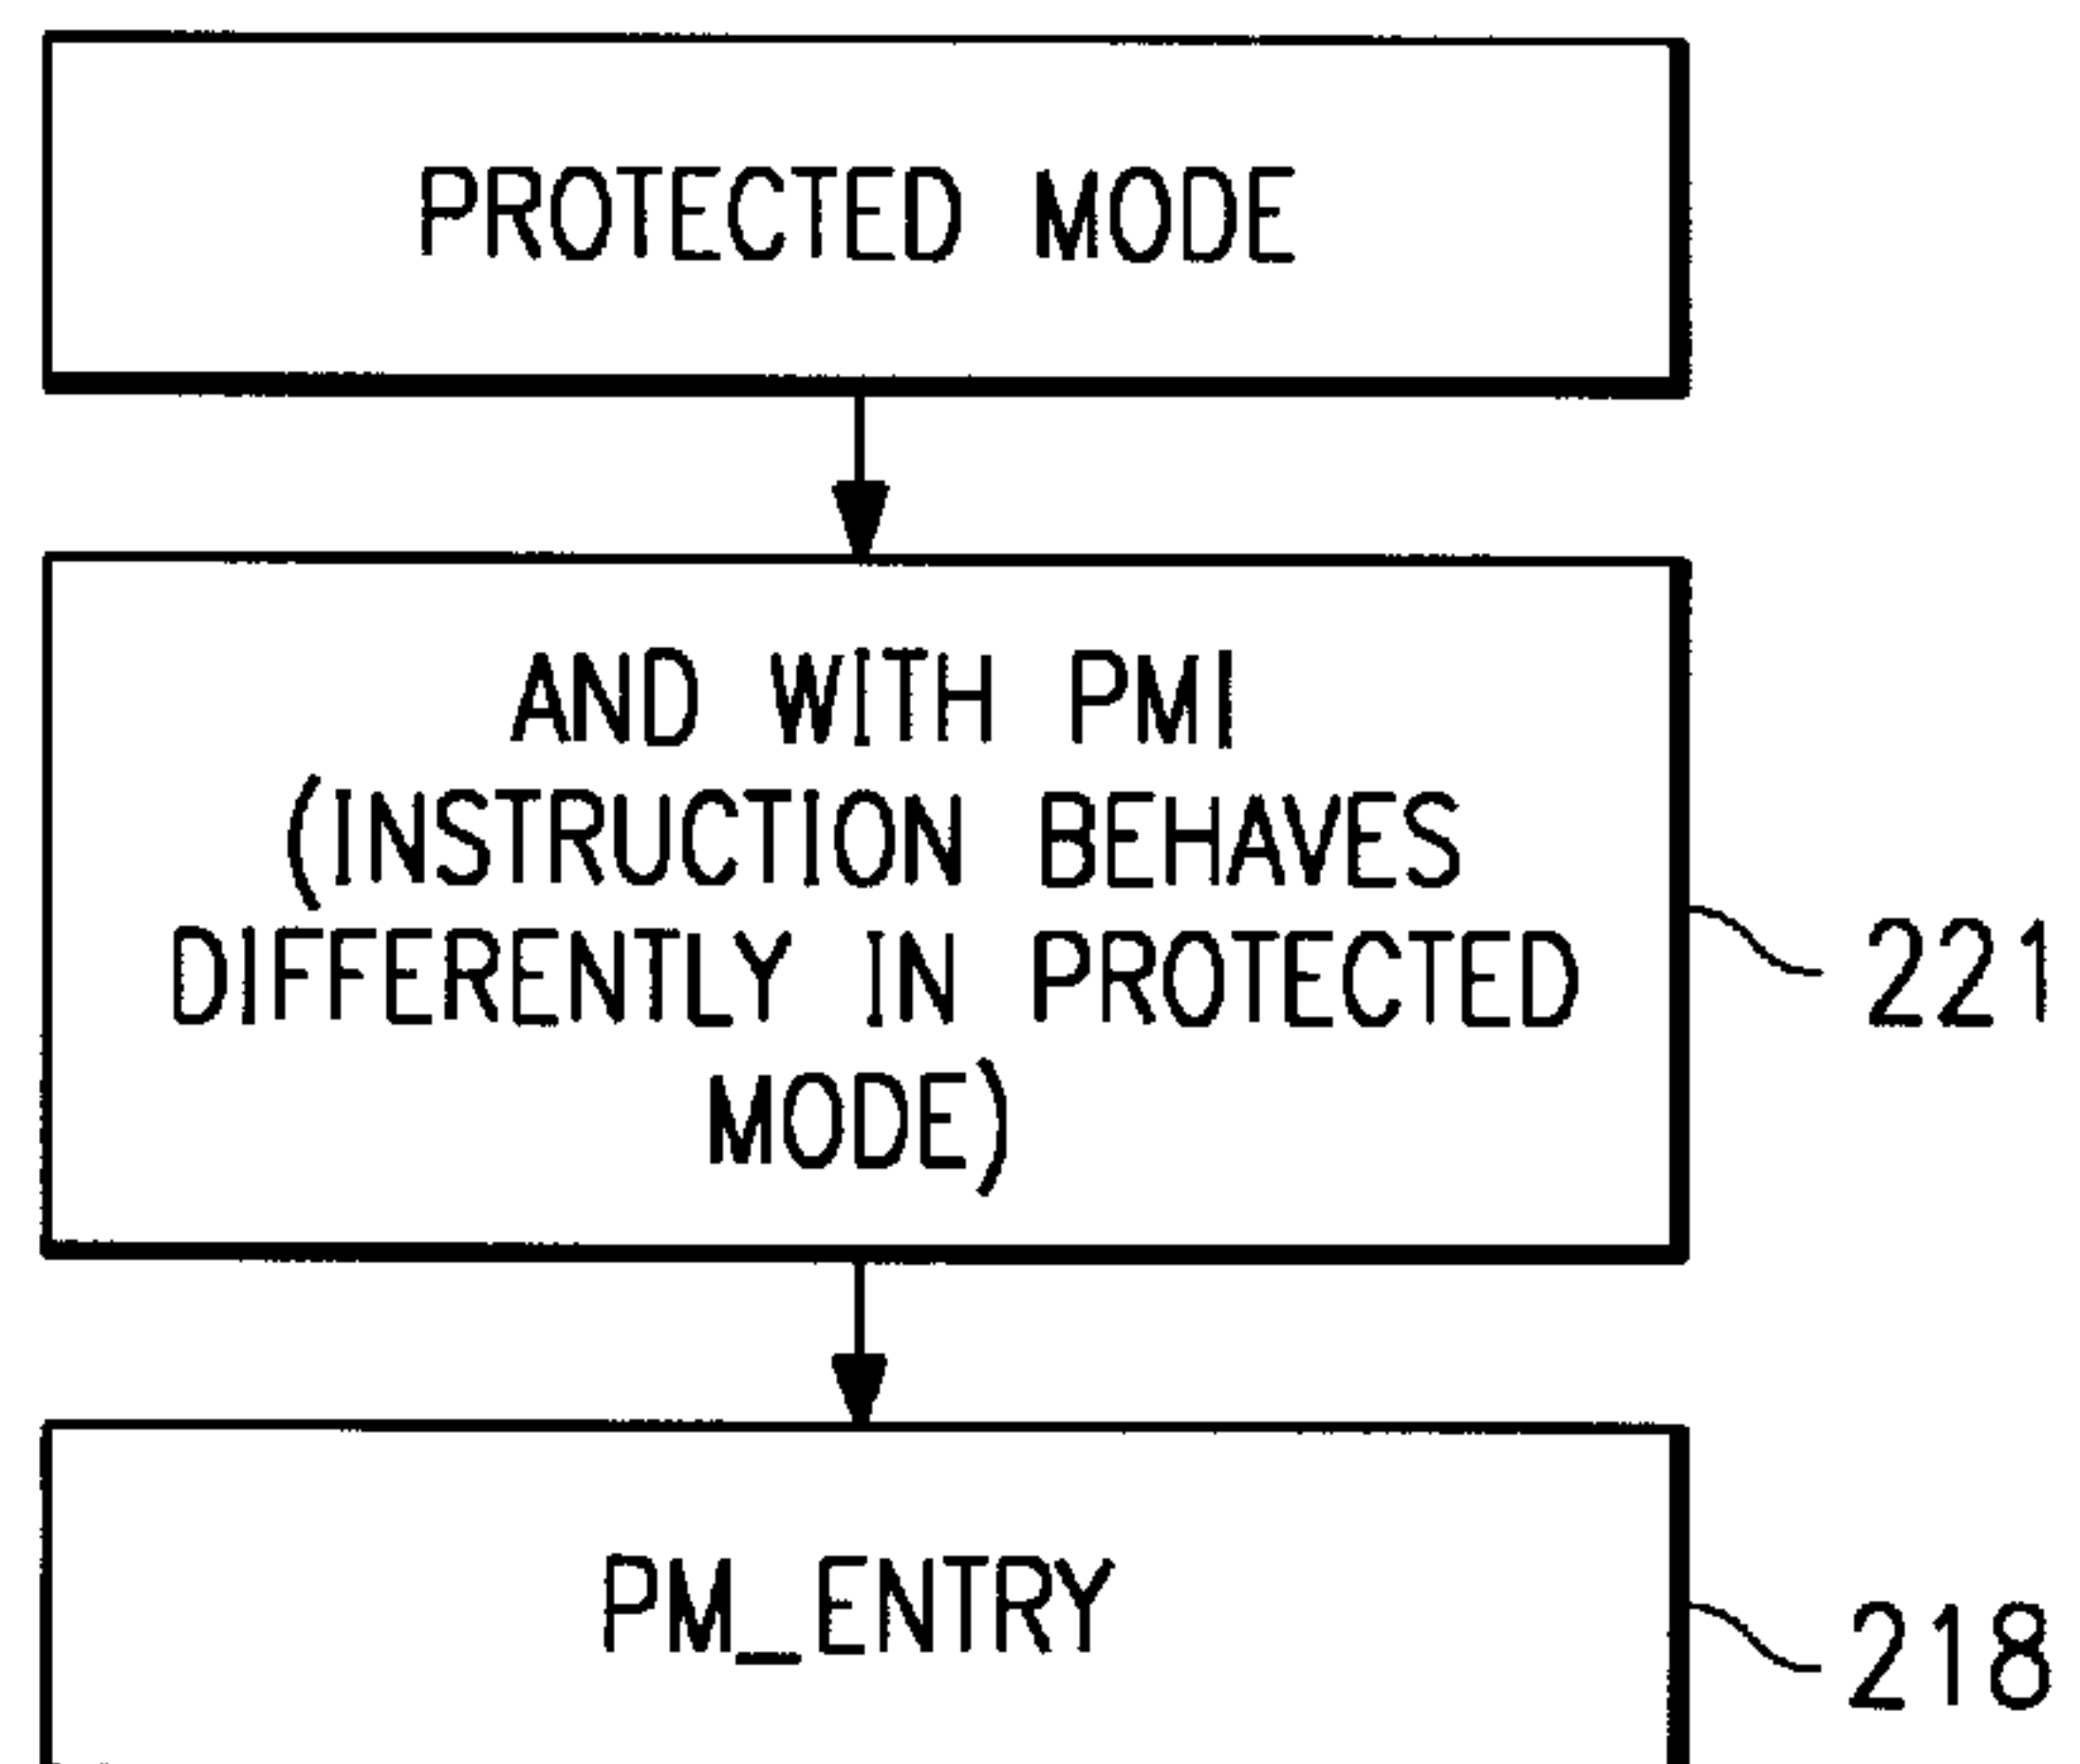 PROTECTED MODE
AND WITH PMI
(INSTRUCTION BEHAVES
DIFFERENTLY IN PROTECTED
MODE)
221
PM_ENTRY
218